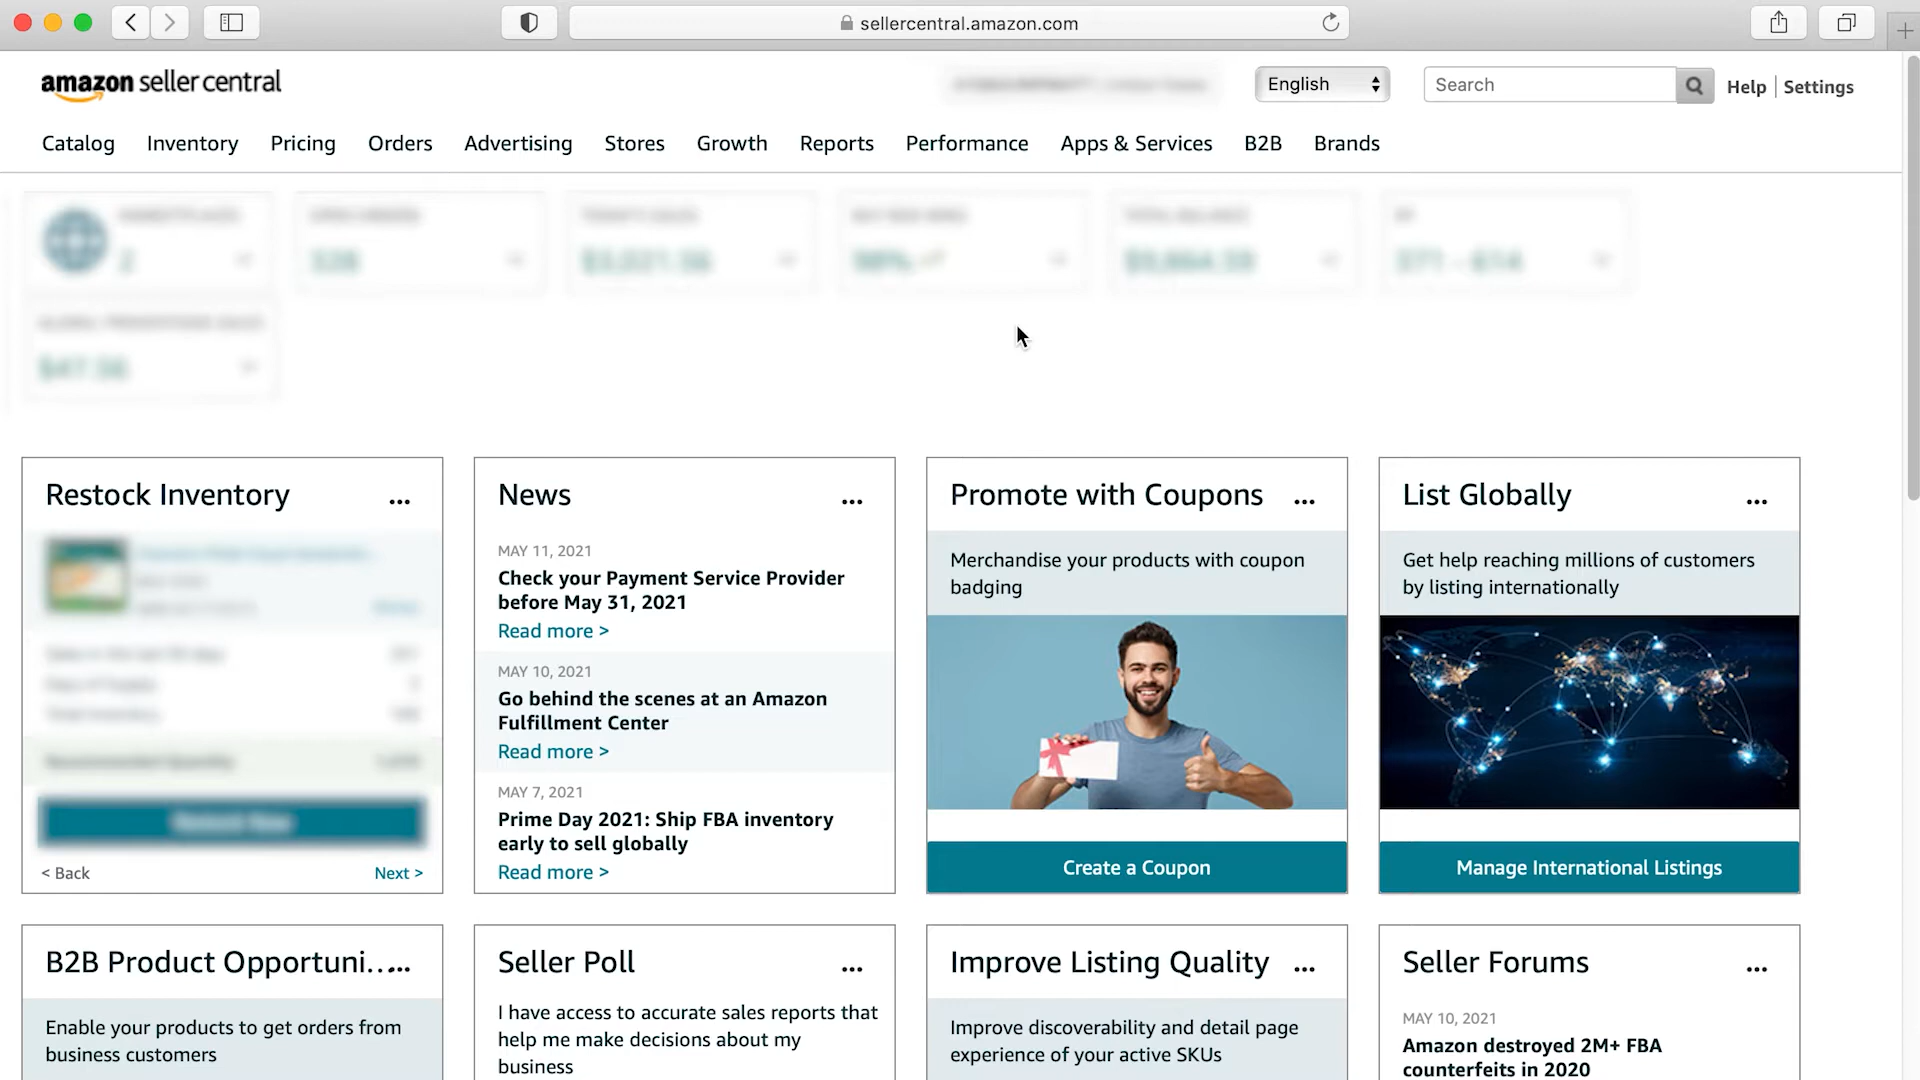 sellercentral.amazon.com
amazon seller central
English
Search
Help
Settings
Catalog
Inventory
Pricing
Orders
Advertising
Stores
Growth
Reports
Performance
Apps & Services
B2B
Brands
Restock Inventory
...
< Back
Next >
News
...
MAY 11, 2021
Check your Payment Service Provider
before May 31, 2021
Read more >
MAY 10, 2021
Go behind the scenes at an Amazon
Fulfillment Center
Read more >
MAY 7, 2021
Prime Day 2021: Ship FBA inventory
early to sell globally
Read more >
Promote with Coupons
...
Merchandise your products with coupon
badging
Create a Coupon
List Globally
...
Get help reaching millions of customers
by listing internationally
Manage International Listings
B2B Product Opportuni...
...
Enable your products to get orders from
business customers
Seller Poll
...
I have access to accurate sales reports that
help me make decisions about my
business
Improve Listing Quality
...
Improve discoverability and detail page
experience of your active SKUs
Seller Forums
...
MAY 10, 2021
Amazon destroyed 2M+ FBA
counterfeits in 2020